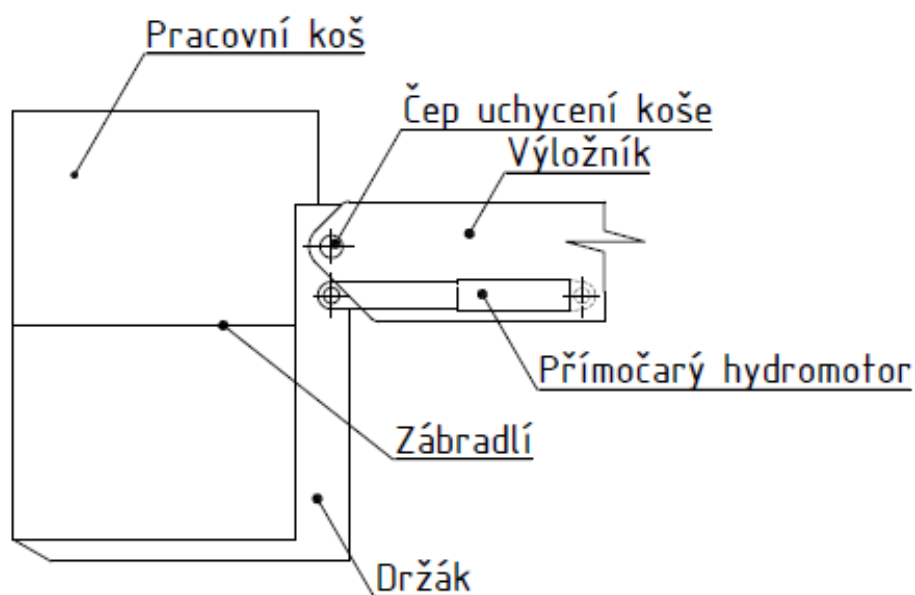 Pracovní koš
Čep uchycení koše
Výložník
Přímočarý hydromotor
Zábradlí
Držák